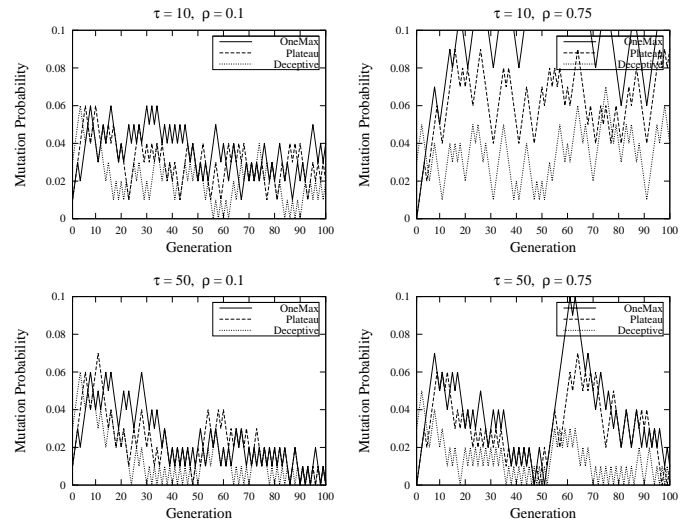 τ = 10, ρ = 0.1
0.1
0.08
0.06
0.04
0.02
0
Mutation Probability
OneMax
Plateau
Deceptive
0 10 20 30 40 50 60 70 80 90 100
Generation
τ = 10, ρ = 0.75
0.1
0.08
0.06
0.04
0.02
0
Mutation Probability
OneMax
Plateau
Deceptive
0 10 20 30 40 50 60 70 80 90 100
Generation
τ = 50, ρ = 0.1
0.1
0.08
0.06
0.04
0.02
0
Mutation Probability
OneMax
Plateau
Deceptive
0 10 20 30 40 50 60 70 80 90 100
Generation
τ = 50, ρ = 0.75
0.1
0.08
0.06
0.04
0.02
0
Mutation Probability
OneMax
Plateau
Deceptive
0 10 20 30 40 50 60 70 80 90 100
Generation